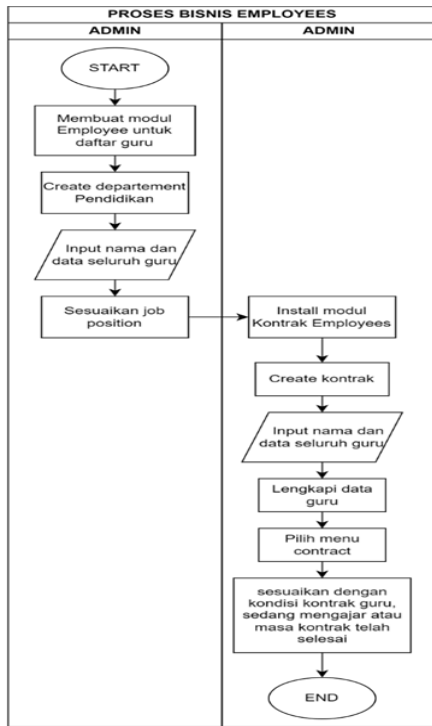 PROSES BISNIS EMPLOYEES
ADMIN
ADMIN
START
Membuat modul
Employee untuk
daftar guru
Create departement
Pendidikan
Input nama dan
data seluruh guru
Sesuaikan job
position
Install modul
Kontrak Employees
Create kontrak
Input nama dan
data seluruh guru
Lengkapi data
guru
Pilih menu
contract
sesuaikan dengan
kondisi kontrak guru,
sedang mengajar atau
masa kontrak telah
selesai
END